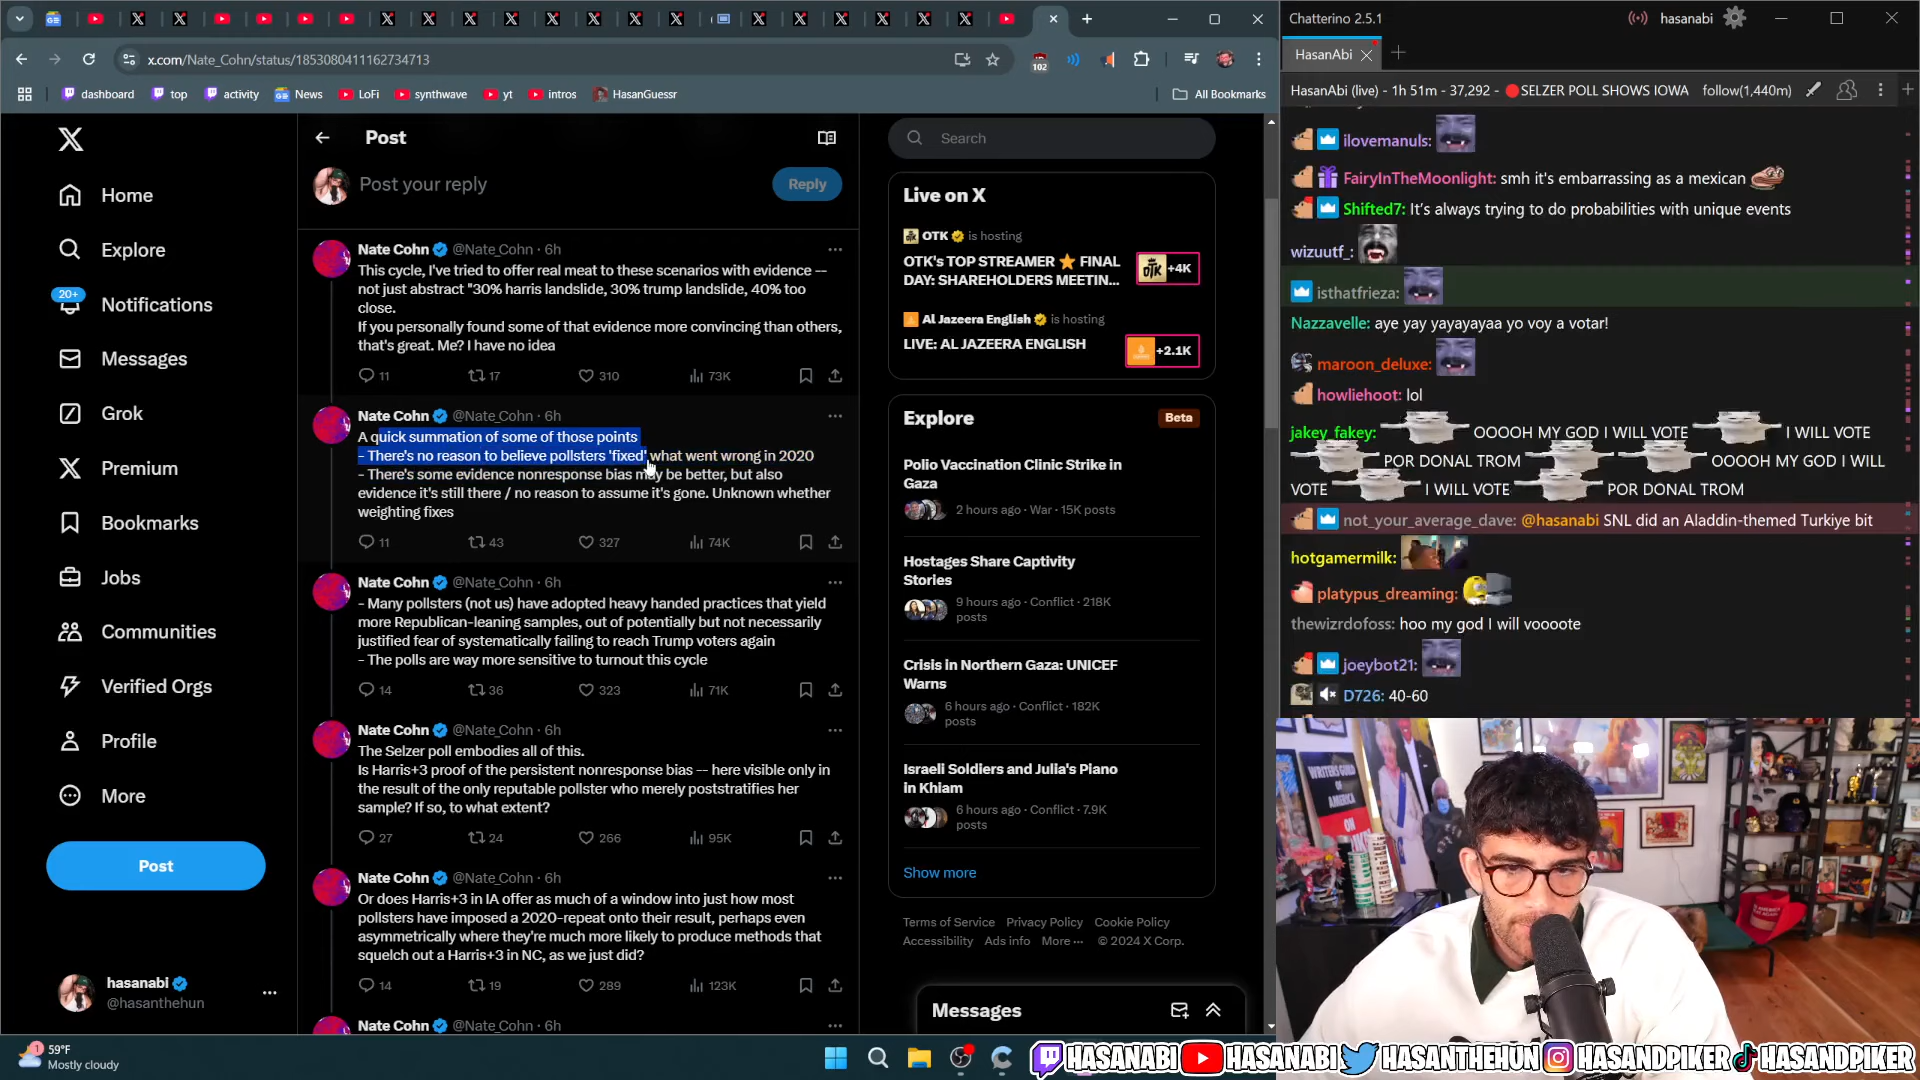 x.com/Nate_Cohn/status/1853080411162734713
102
dashboard
top
activity
News
LoFi
synthwave
yt
intros
HasanGuessr
All Bookmarks
Home
Explore
20+
Notifications
Messages
Grok
Bookmarks
Premium
Jobs
Communities
Verified Orgs
Profile
More
Post
hasanabi
@hasanthehun
Post
Post your reply
Reply
Nate Cohn @Nate_Cohn · 6h
This cycle, I've tried to offer real meat to these scenarios with evidence --
not just abstract "30% harris landslide, 30% trump landslide, 40% too
close.
If you personally found some of that evidence more convincing than others,
that's great. Me? I have no idea
11 17 310 73K
Nate Cohn @Nate_Cohn · 6h
A quick summation of some of those points
- There's no reason to believe pollsters 'fixed' what went wrong in 2020
- There's some evidence nonresponse bias may be better, but also
evidence it's still there / no reason to assume it's gone. Unknown whether
weighting fixes
11 43 327 74K
Nate Cohn @Nate_Cohn · 6h
- Many pollsters (not us) have adopted heavy handed practices that yield
more Republican-leaning samples, out of potentially but not necessarily
justified fear of systematically failing to reach Trump voters again
- The polls are way more sensitive to turnout this cycle
14 36 323 71K
Nate Cohn @Nate_Cohn · 6h
The Selzer poll embodies all of this.
Is Harris+3 proof of the persistent nonresponse bias -- here visible only in
the result of the only reputable pollster who merely poststratifies her
sample? If so, to what extent?
27 24 266 95K
Nate Cohn @Nate_Cohn · 6h
Or does Harris+3 in IA offer as much of a window into just how most
pollsters have imposed a 2020-repeat onto their result, perhaps even
asymmetrically where they're much more likely to produce methods that
squelch out a Harris+3 in NC, as we just did?
14 19 289 123K
Nate Cohn @Nate_Cohn · 6h
Search
Live on X
OTK is hosting
OTK's TOP STREAMER ⭐ FINAL
DAY: SHAREHOLDERS MEETIN...
OTK +4K
Al Jazeera English is hosting
LIVE: AL JAZEERA ENGLISH
+2.1K
Explore
Beta
Polio Vaccination Clinic Strike in
Gaza
2 hours ago · War · 15K posts
Hostages Share Captivity
Stories
9 hours ago · Conflict · 218K
posts
Crisis in Northern Gaza: UNICEF
Warns
6 hours ago · Conflict · 182K
posts
Israeli Soldiers and Julia's Piano
in Khiam
6 hours ago · Conflict · 7.9K
posts
Show more
Terms of Service Privacy Policy Cookie Policy
Accessibility Ads info More ··· © 2024 X Corp.
Messages
Chatterino 2.5.1
hasanabi
HasanAbi
HasanAbi (live) - 1h 51m - 37,292 - 🔴SELZER POLL SHOWS IOWA follow(1,440m)
ilovemanuls:
FairyInTheMoonlight: smh it's embarrassing as a mexican
Shifted7: It's always trying to do probabilities with unique events
wizuutf_:
isthatfrieza:
Nazzavelle: aye yay yayayayaa yo voy a votar!
maroon_deluxe:
howliehoot: lol
jakey_fakey: OOOOH MY GOD I WILL VOTE I WILL VOTE
POR DONAL TROM OOOOH MY GOD I WILL
VOTE I WILL VOTE POR DONAL TROM
not_your_average_dave: @hasanabi SNL did an Aladdin-themed Turkiye bit
hotgamermilk:
platypus_dreaming:
thewizrdofoss: hoo my god I will voooote
joeybot21:
D726: 40-60
WRITERS GUILD
OF
AMERICA
ON
1
59°F
Mostly cloudy
HASANABI HASANABI HASANTHEHUN HASANDPIKER HASANDPIKER